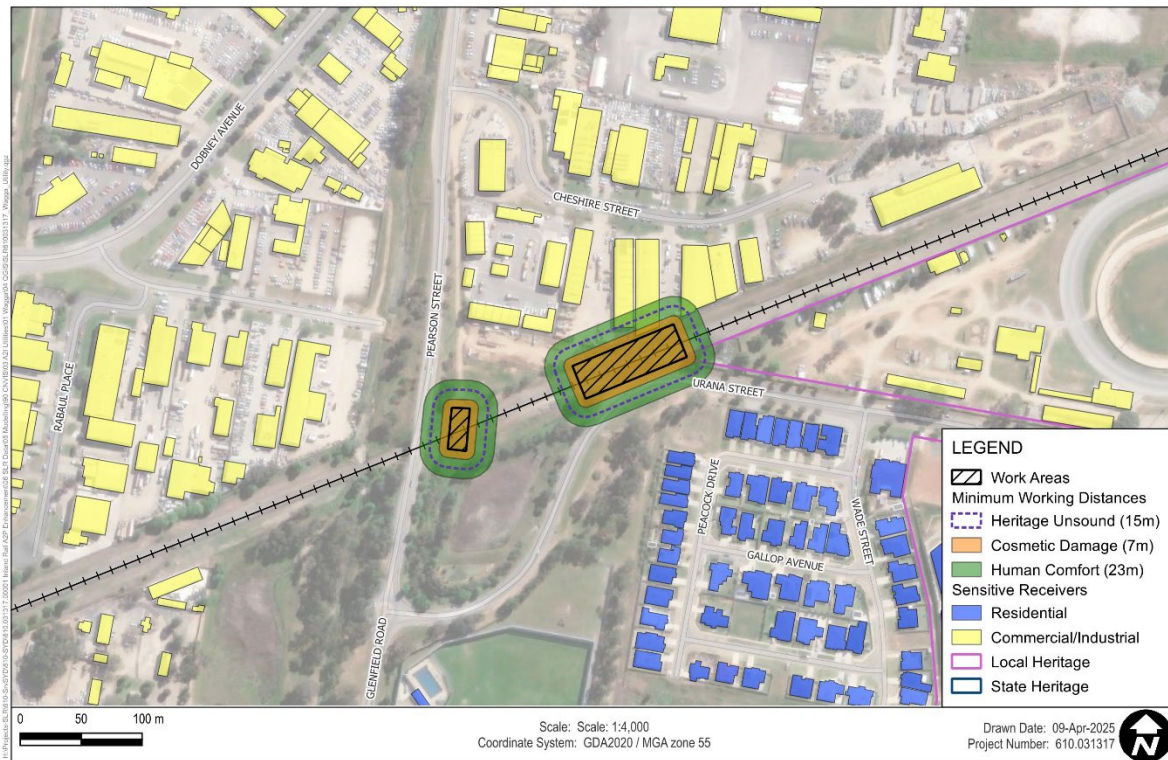 DOBNEY AVENUE
CHESHIRE STREET
PEARSON STREET
RABAUL PLACE
URANA STREET
PEACOCK DRIVE
WADE STREET
GALLOP AVENUE
GLENFIELD ROAD
LEGEND
Work Areas
Minimum Working Distances
Heritage Unsound (15m)
Cosmetic Damage (7m)
Human Comfort (23m)
Sensitive Receivers
Residential
Commercial/Industrial
Local Heritage
State Heritage
0 50 100 m
Scale: Scale: 1:4,000
Coordinate System: GDA2020 / MGA zone 55
Drawn Date: 09-Apr-2025
Project Number: 610.031317
N